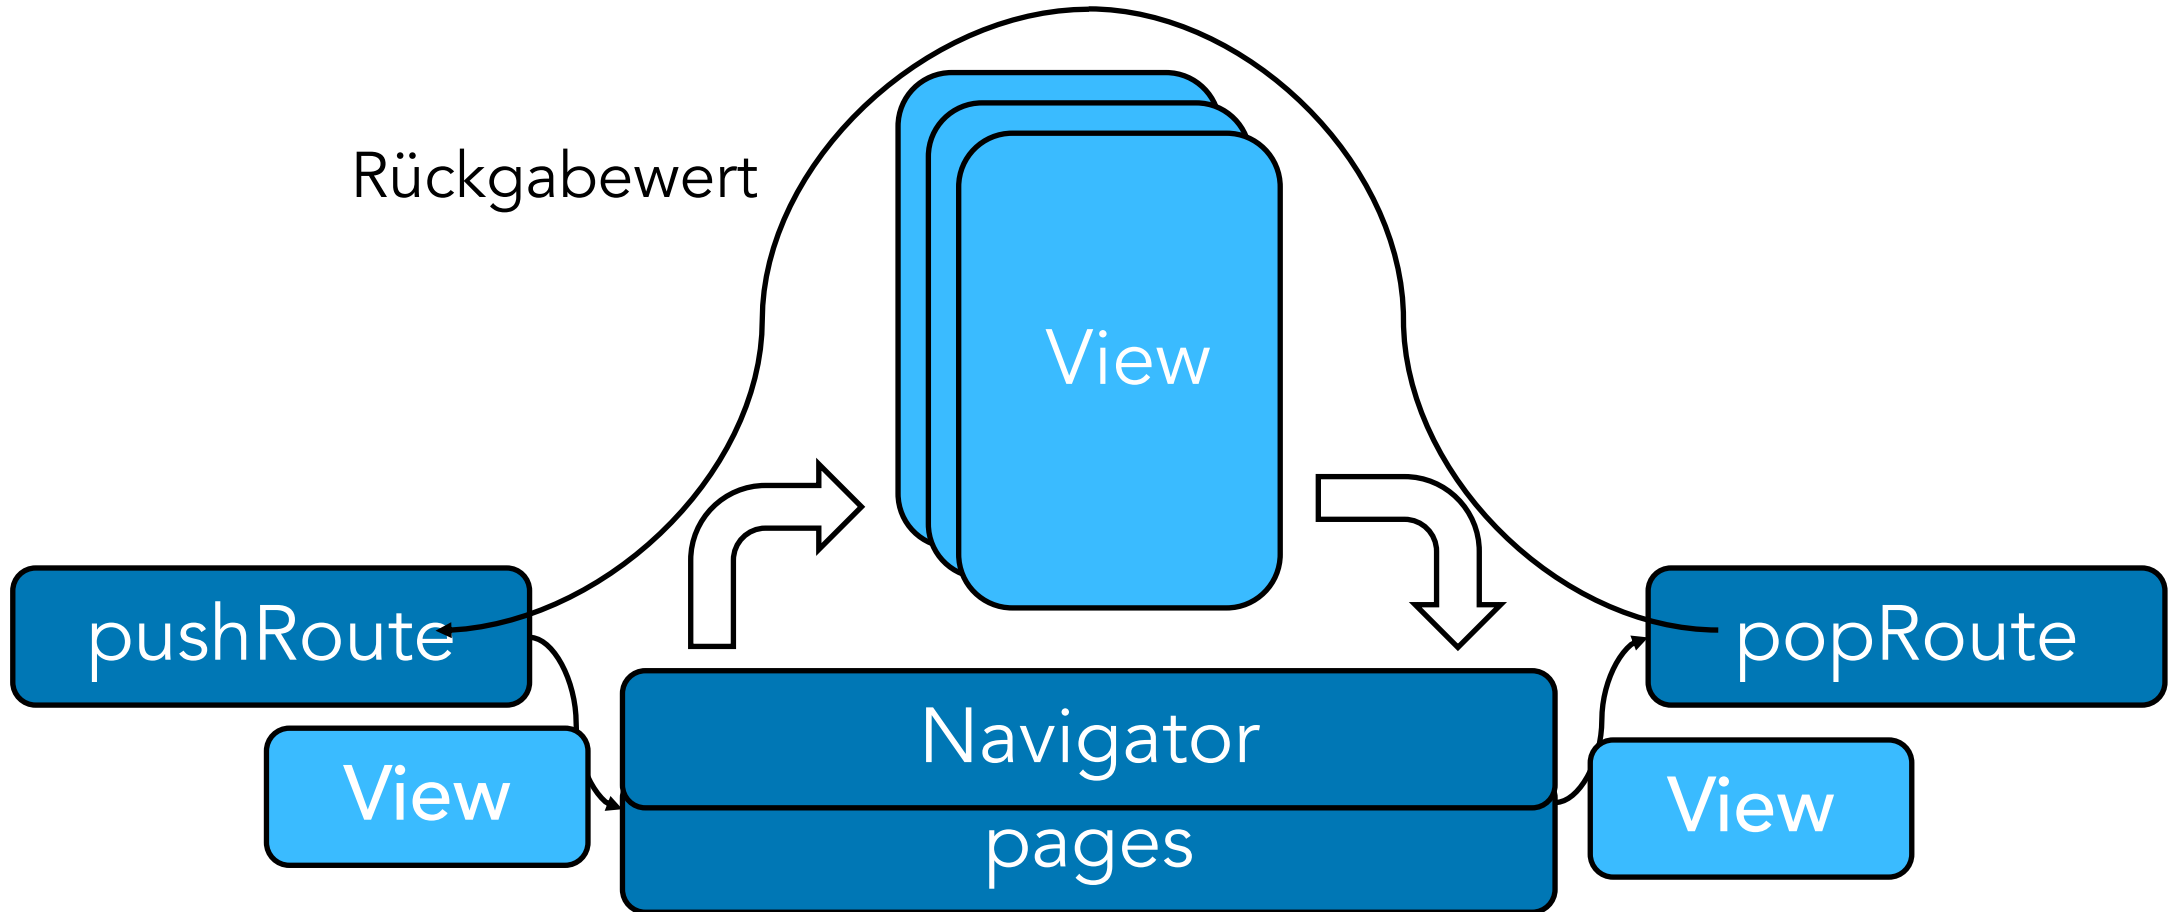 Rückgabewert
View
pushRoute
popRoute
Navigator
View
View
pages